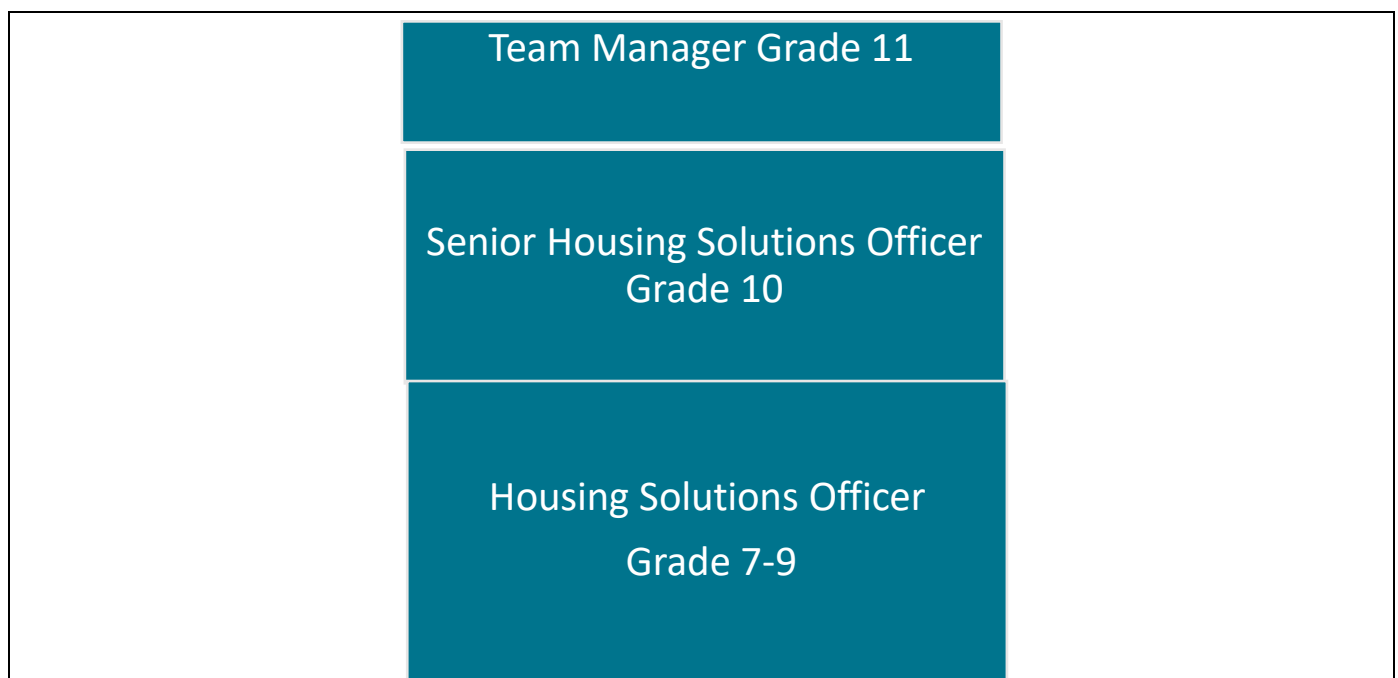 Team Manager Grade 11
Senior Housing Solutions Officer
Grade 10
Housing Solutions Officer
Grade 7-9